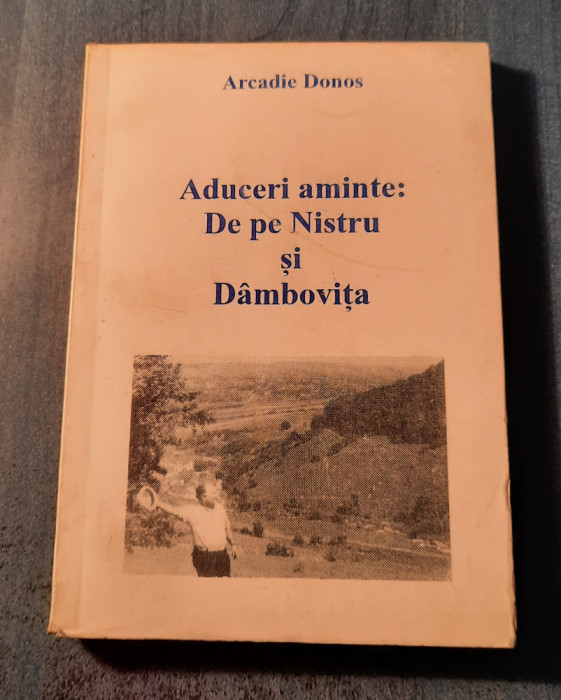 Arcadie Donos
Aduceri aminte:
De pe Nistru
și
Dâmbovița